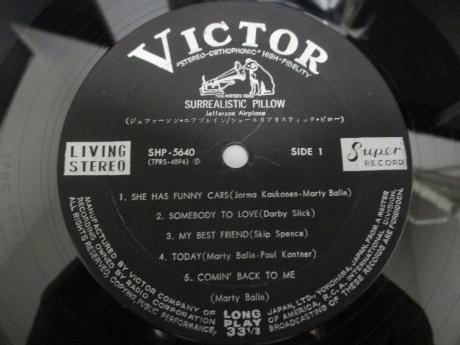 VICTOR
"STEREO-ORTHOPHONIC" HIGH-FIDELITY
"HIS MASTER'S VOICE"
SURREALISTIC PILLOW
Jefferson Airplane
(ジェファーソン・エアプレイン/シュールリアリスティック・ピロー)
LIVING STEREO
SHP-5640
(TPRS-4894)
SIDE 1
Super RECORD
1. SHE HAS FUNNY CARS(Jorma Kaukonen-Marty Balin)
2. SOMEBODY TO LOVE(Darby Slick)
3. MY BEST FRIEND(Skip Spence)
4. TODAY(Marty Balin-Paul Kantner)
5. COMIN' BACK TO ME
(Marty Balin)
LONG PLAY 33 1/3
MANUFACTURED BY VICTOR COMPANY OF JAPAN, LTD., YOKOHAMA, JAPAN, FROM A MASTER
RECORDING OWNED BY RADIO CORPORATION OF AMERICA, R.C.A. INTERNATIONAL DIVISION.
ALL RIGHTS RESERVED, COPYING, PUBLIC PERFORMANCE, BROADCASTING OF THESE RECORDS ARE FORBIDDEN.